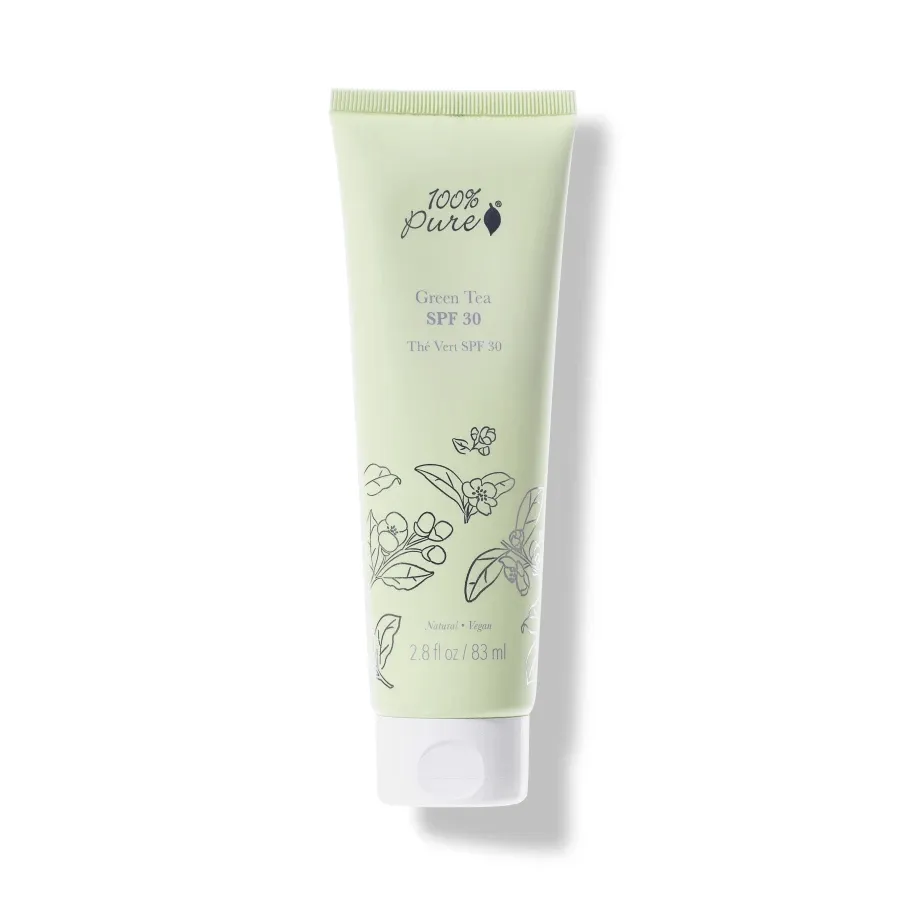 100%
Pure®
Green Tea
SPF 30
Thé Vert SPF 30
Natural • Vegan
2.8 fl oz / 83 ml